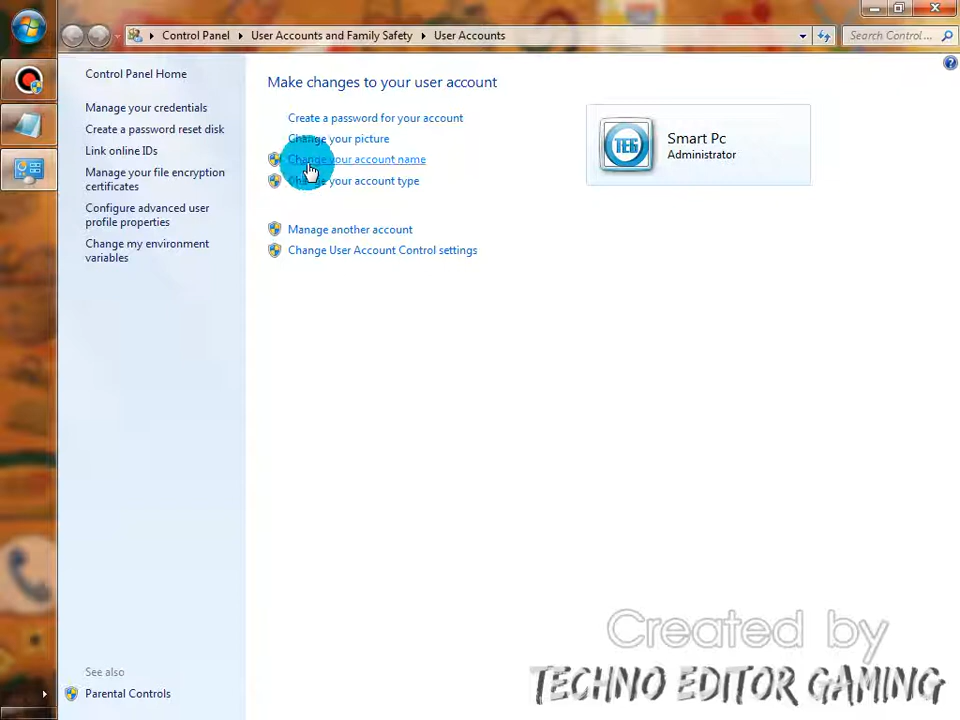 Control Panel
User Accounts and Family Safety
User Accounts
Search Control...
Control Panel Home
Manage your credentials
Create a password reset disk
Link online IDs
Manage your file encryption
certificates
Configure advanced user
profile properties
Change my environment
variables
See also
Parental Controls
Make changes to your user account
Create a password for your account
Change your picture
Change your account name
Change your account type
Manage another account
Change User Account Control settings
TEG
Smart Pc
Administrator
Created by
TECHNO EDITOR GAMING